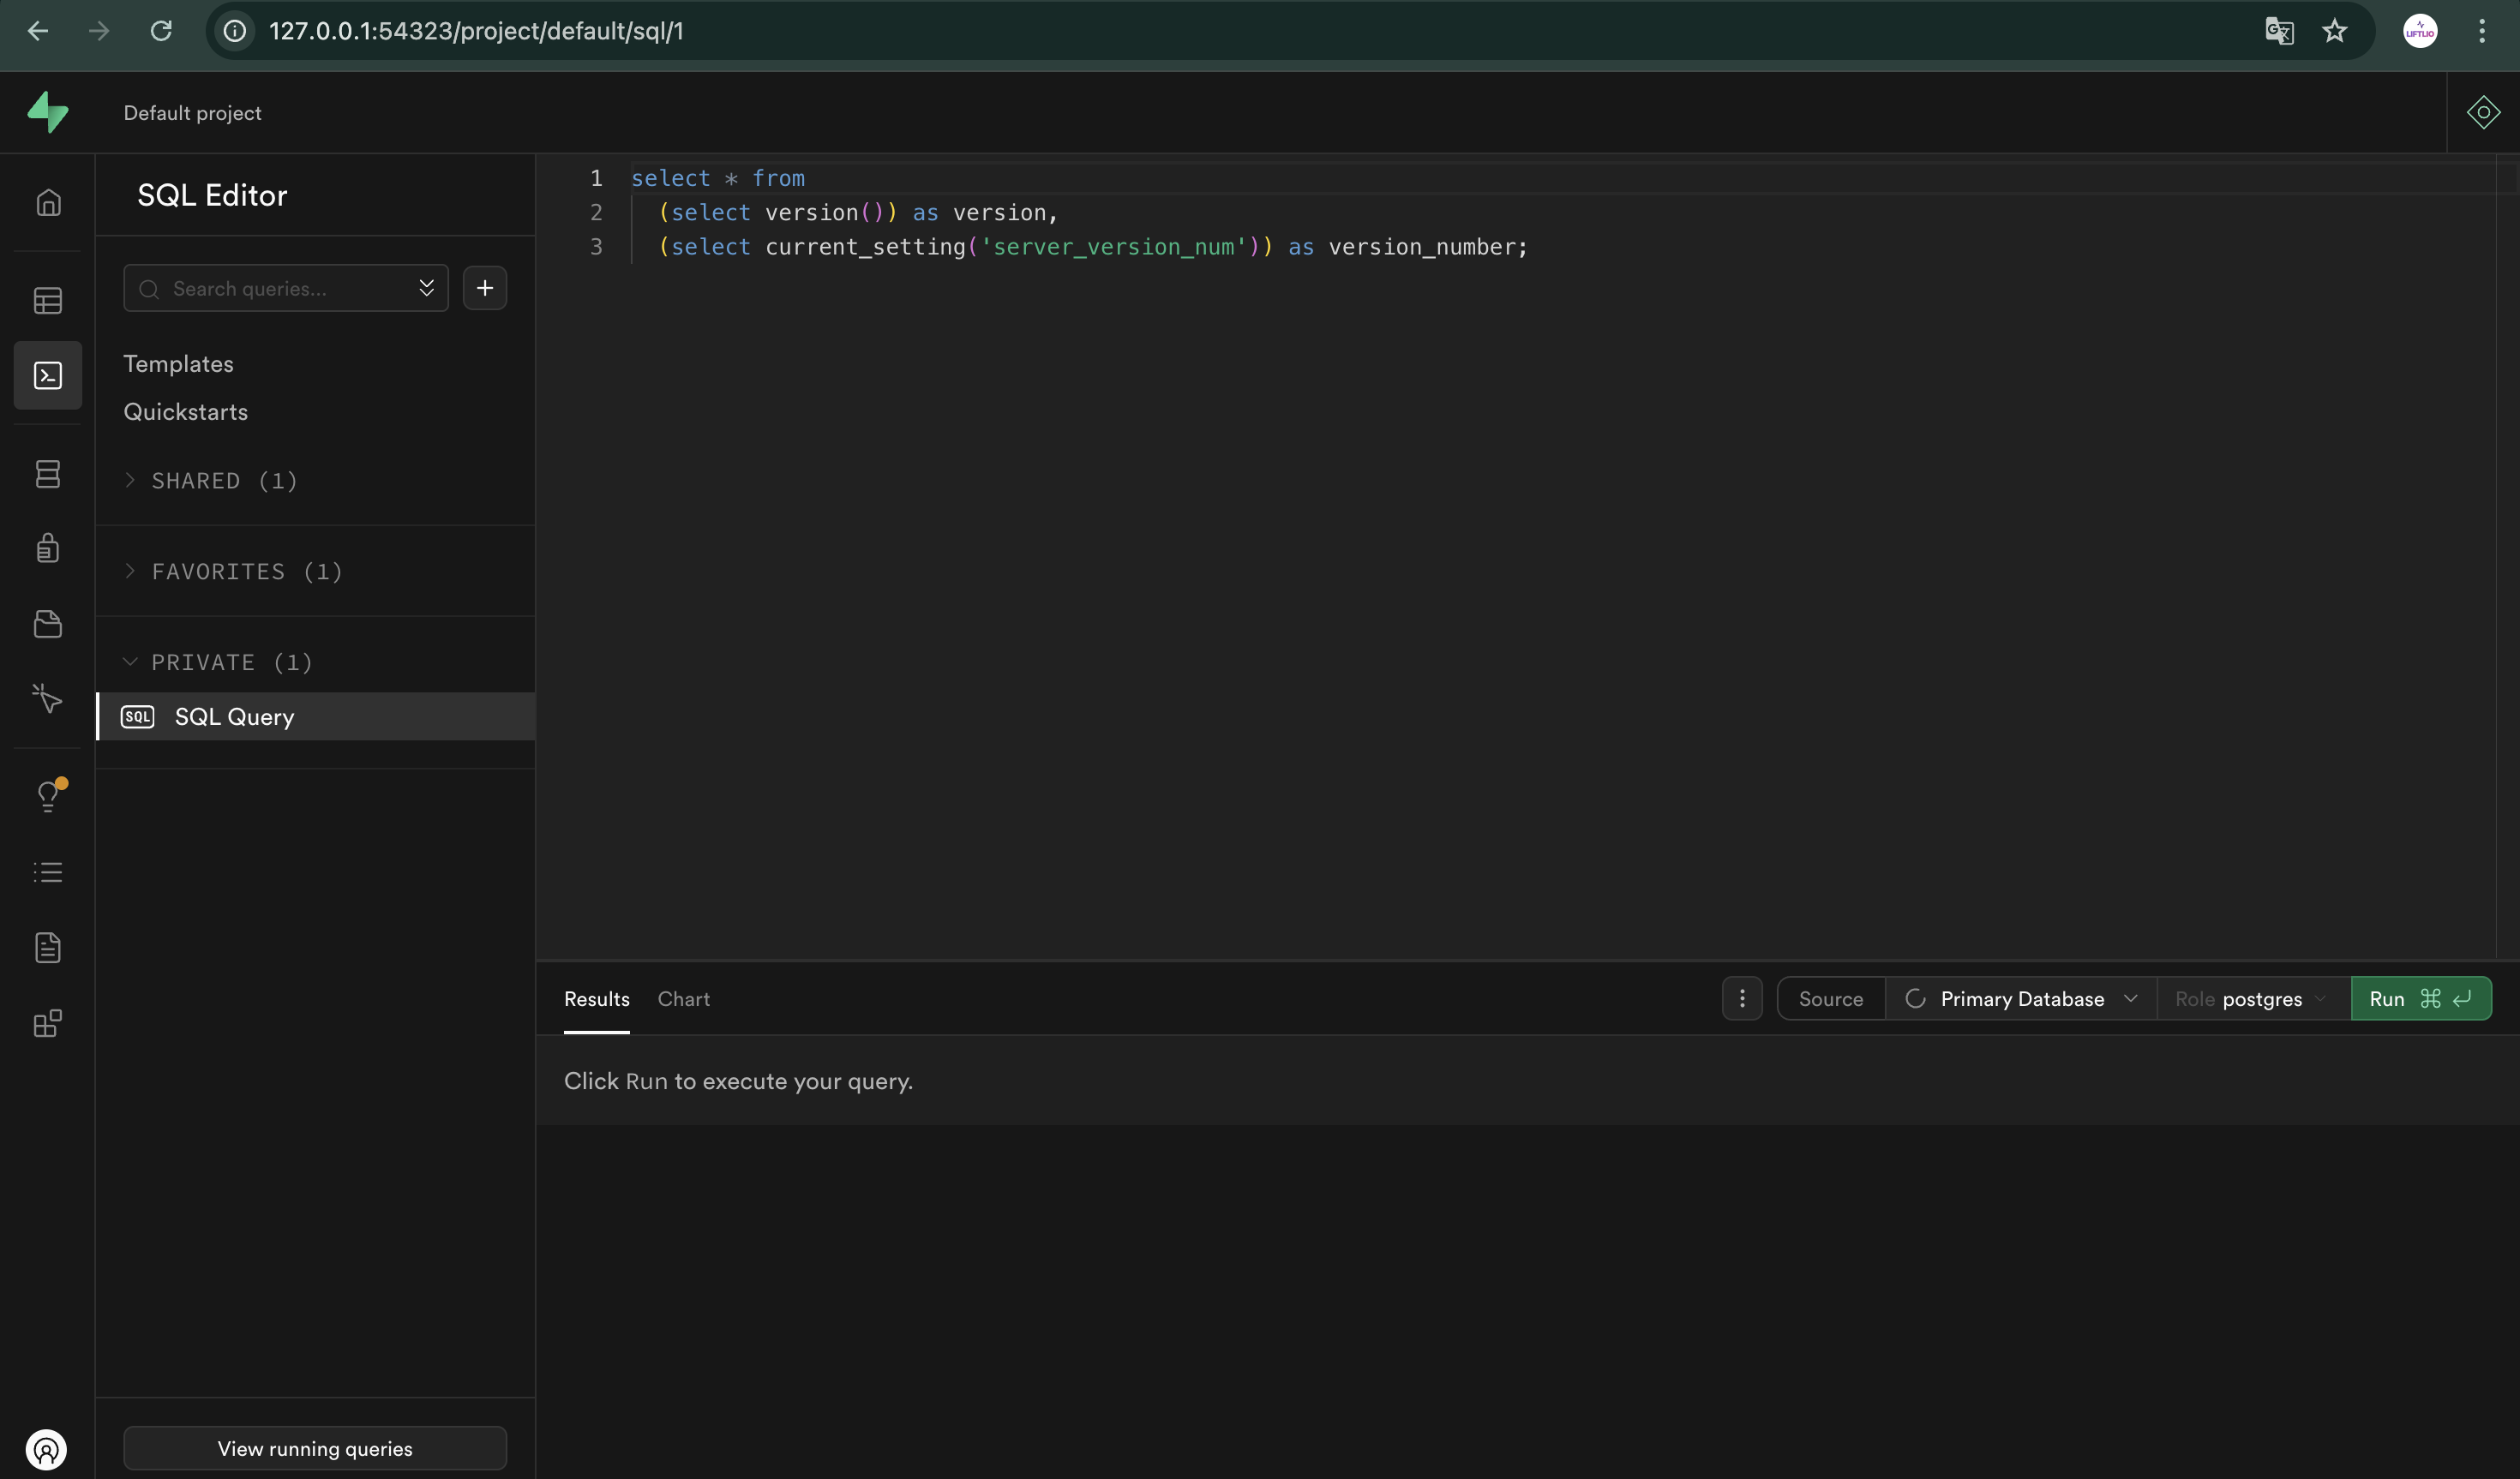 127.0.0.1:54323/project/default/sql/1
LIFTLIO
Default project
SQL Editor
Search queries...
Templates
Quickstarts
SHARED (1)
FAVORITES (1)
PRIVATE (1)
SQL SQL Query
View running queries
1 select * from
2 (select version()) as version,
3 (select current_setting('server_version_num')) as version_number;
Results Chart Source Primary Database Role postgres Run ⌘ ↵
Click Run to execute your query.